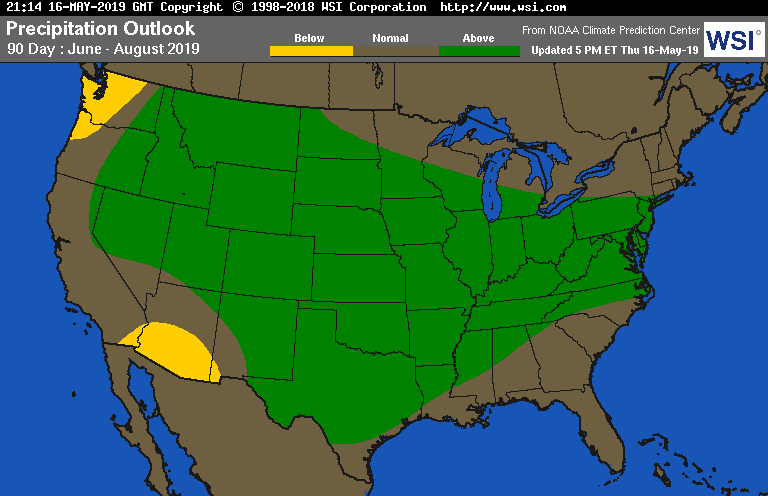 21:14 16-MAY-2019 GMT Copyright © 1998-2018 WSI Corporation http://www.wsi.com
Precipitation Outlook
90 Day : June - August 2019
Below Normal Above
From NOAA Climate Prediction Center
Updated 5 PM ET Thu 16-May-19
WSI